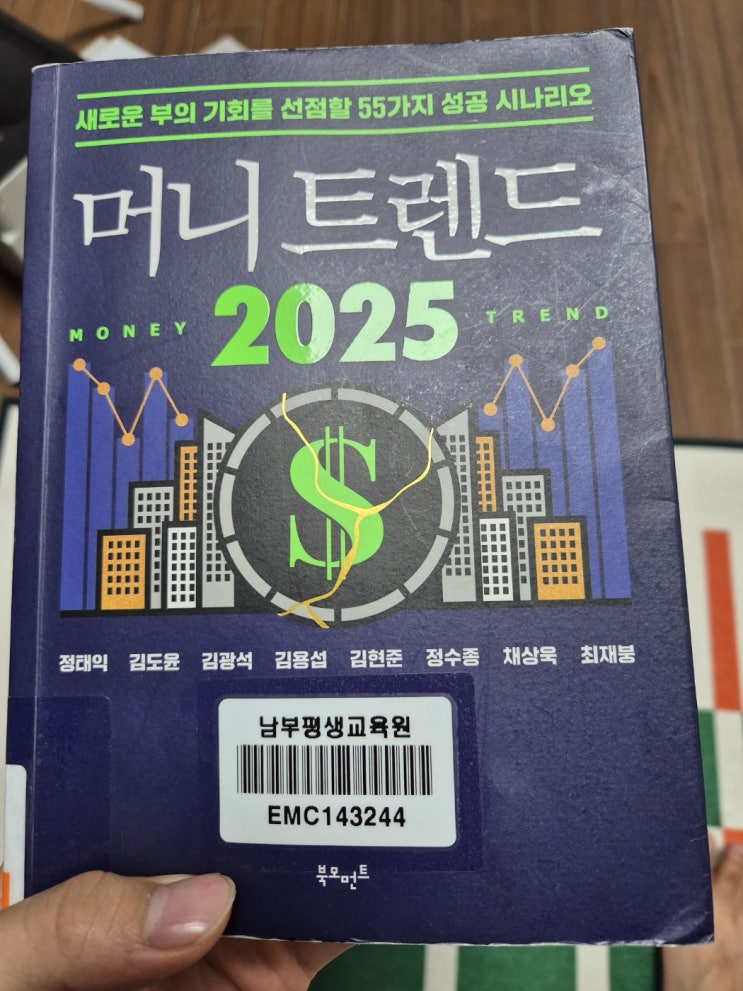 새로운 부의 기회를 선점할 55가지 성공 시나리오
머니 트렌드
MONEY 2025 TREND
$
정태익 김도윤 김광석 김용섭 김현준 정수종 채상욱 최재붕
남부평생교육원
EMC143244
북모먼트